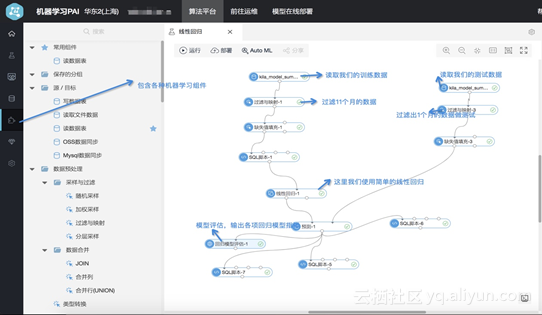 机器学习PAI
华东2(上海)
算法平台
前往运维
模型在线部署
搜索
线性回归
运行
部署
Auto ML
分享
常用组件
读数据表
保存的分组
源 / 目标
写数据表
读取文件数据
读数据表
OSS数据同步
Mysql数据同步
数据预处理
采样与过滤
随机采样
加权采样
过滤与映射
分层采样
数据合并
JOIN
合并列
合并行(UNION)
类型转换
包含各种机器学习组件
kila_model_sum...
读取我们的训练数据
过滤与映射-1
过滤11个月的数据
缺失值填充-1
SQL脚本-1
线性回归-1
这里我们使用简单的线性回归
读取我们的测试数据
kila_model_sum...
过滤与映射-3
过滤出1个月的数据做测试
缺失值填充-3
模型评估，输出各项回归模型指
预测-1
SQL脚本-6
回归模型评估-1
SQL脚本-7
SQL脚本-5
云栖社区 yq.aliyun.com